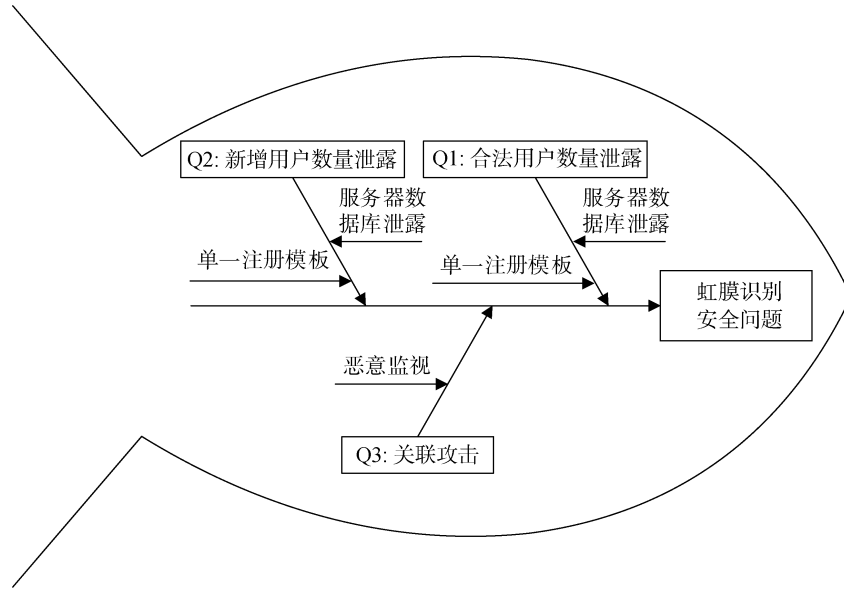 Q2: 新增用户数量泄露
Q1: 合法用户数量泄露
服务器数
据库泄露
服务器数
据库泄露
单一注册模板
单一注册模板
虹膜识别
安全问题
恶意监视
Q3: 关联攻击